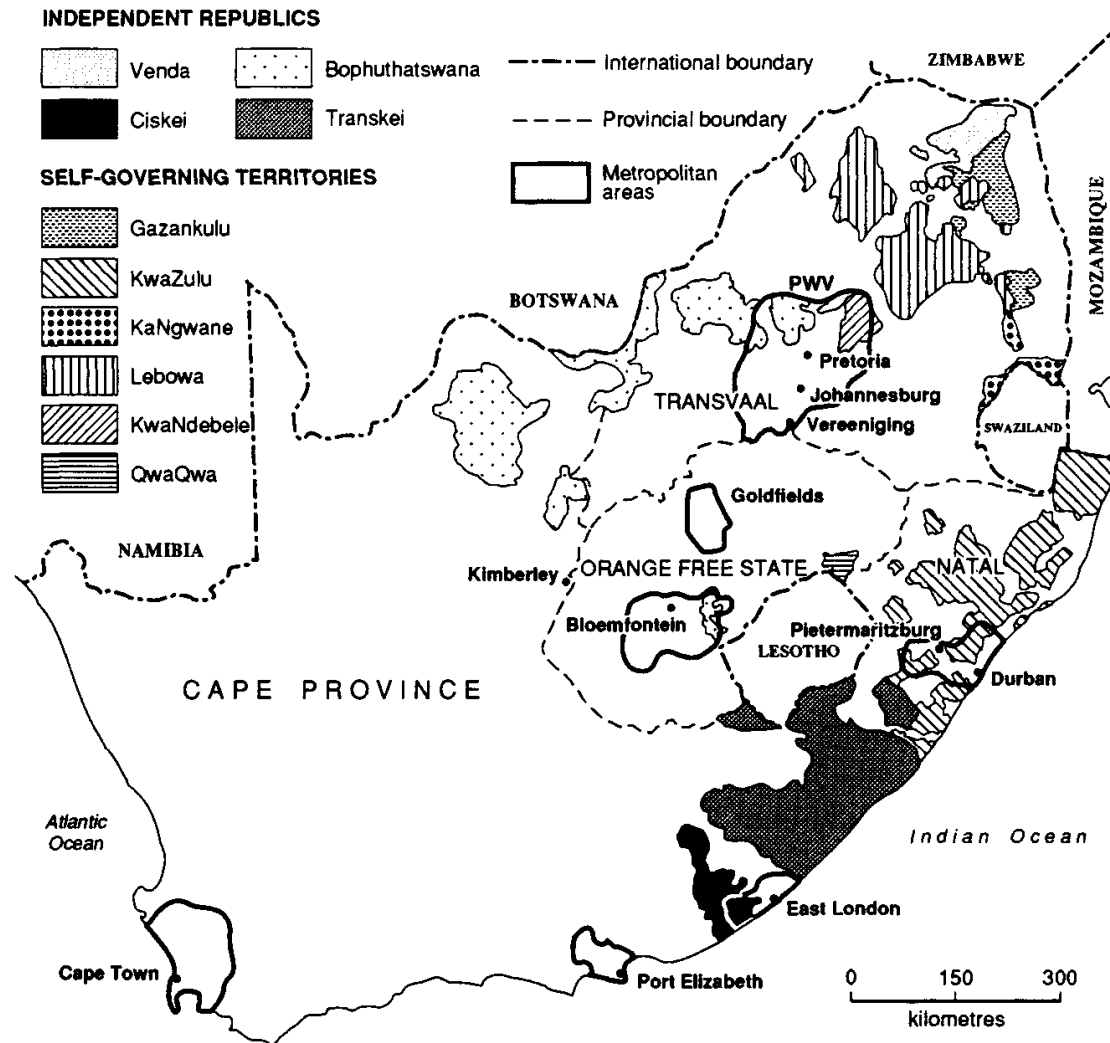 INDEPENDENT REPUBLICS
Venda
Bophuthatswana
Ciskei
Transkei
International boundary
Provincial boundary
Metropolitan
areas
SELF-GOVERNING TERRITORIES
Gazankulu
KwaZulu
KaNgwane
Lebowa
KwaNdebele
QwaQwa
ZIMBABWE
MOZAMBIQUE
BOTSWANA
PWV
Pretoria
Johannesburg
TRANSVAAL
Vereeniging
SWAZILAND
Goldfields
NAMIBIA
Kimberley
ORANGE FREE STATE
NATAL
Bloemfontein
Pietermaritzburg
LESOTHO
Durban
CAPE PROVINCE
Atlantic
Ocean
Indian Ocean
East London
Cape Town
Port Elizabeth
0 150 300
kilometres